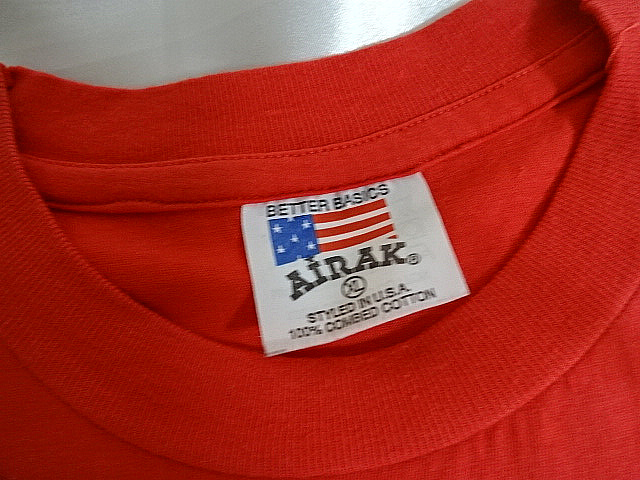 BETTER BASICS
AiRAK®
XL
STYLED IN U.S.A.
100% COMBED COTTON